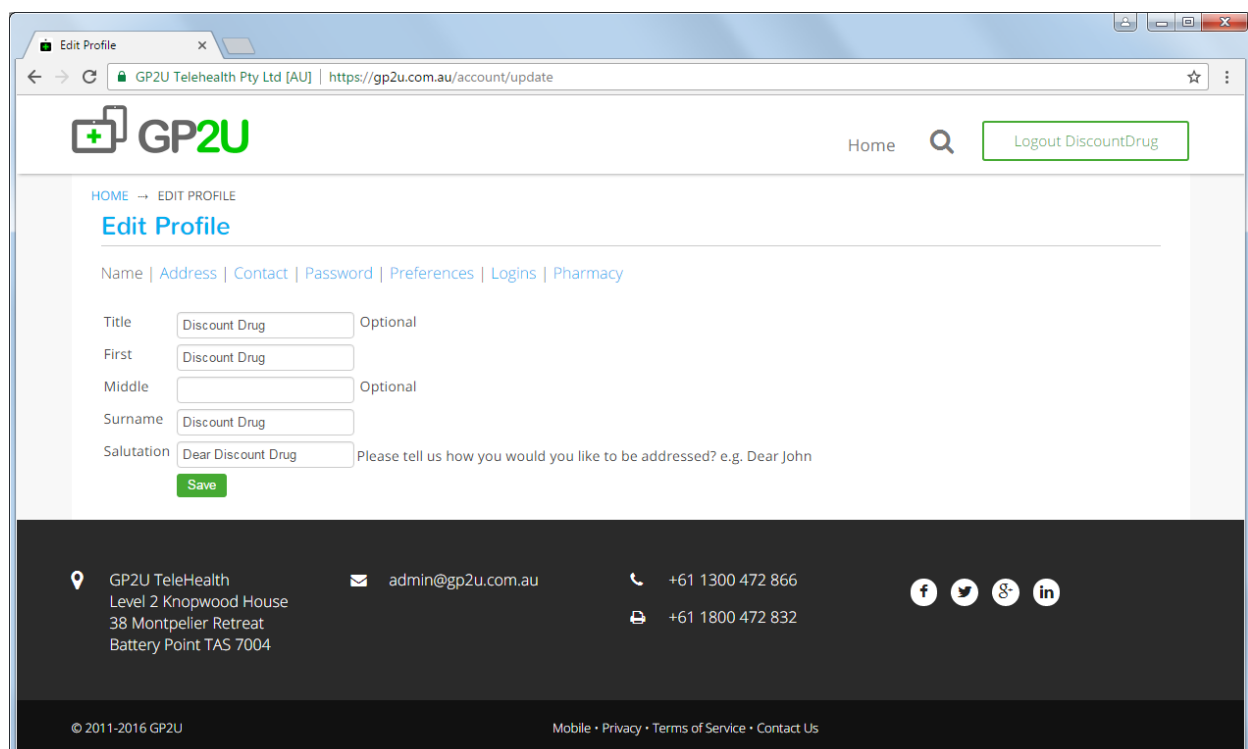 Edit Profile
GP2U Telehealth Pty Ltd [AU] | https://gp2u.com.au/account/update
GP2U
Home
Logout DiscountDrug
HOME → EDIT PROFILE
Edit Profile
Name | Address | Contact | Password | Preferences | Logins | Pharmacy
Title Discount Drug Optional
First Discount Drug
Middle Optional
Surname Discount Drug
Salutation Dear Discount Drug Please tell us how you would you like to be addressed? e.g. Dear John
Save
GP2U TeleHealth
Level 2 Knopwood House
38 Montpelier Retreat
Battery Point TAS 7004
admin@gp2u.com.au
+61 1300 472 866
+61 1800 472 832
© 2011-2016 GP2U
Mobile • Privacy • Terms of Service • Contact Us